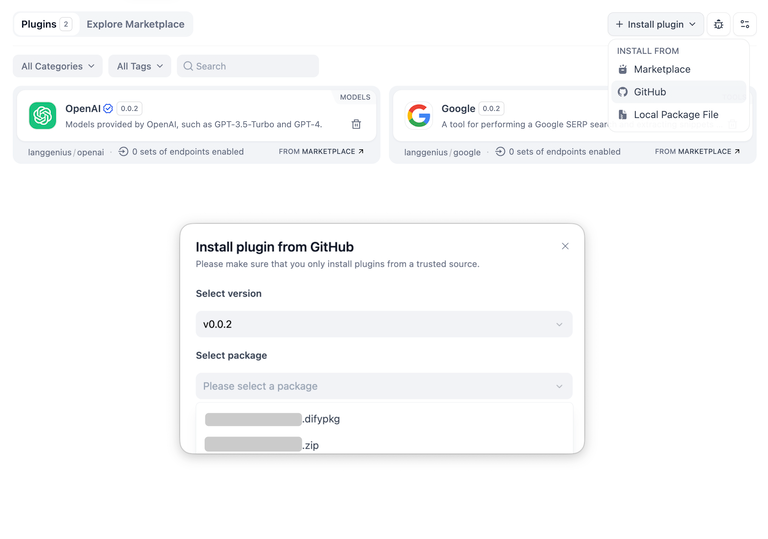 Plugins 2 Explore Marketplace
Install plugin
INSTALL FROM
Marketplace
GitHub
Local Package File
All Categories All Tags Search
MODELS
OpenAI 0.0.2
Models provided by OpenAI, such as GPT-3.5-Turbo and GPT-4.
langgenius / openai · 0 sets of endpoints enabled FROM MARKETPLACE
Google 0.0.2
A tool for performing a Google SERP
langgenius / google · 0 sets of endpoints enabled FROM MARKETPLACE
Install plugin from GitHub
Please make sure that you only install plugins from a trusted source.
Select version
v0.0.2
Select package
Please select a package
.difypkg
.zip